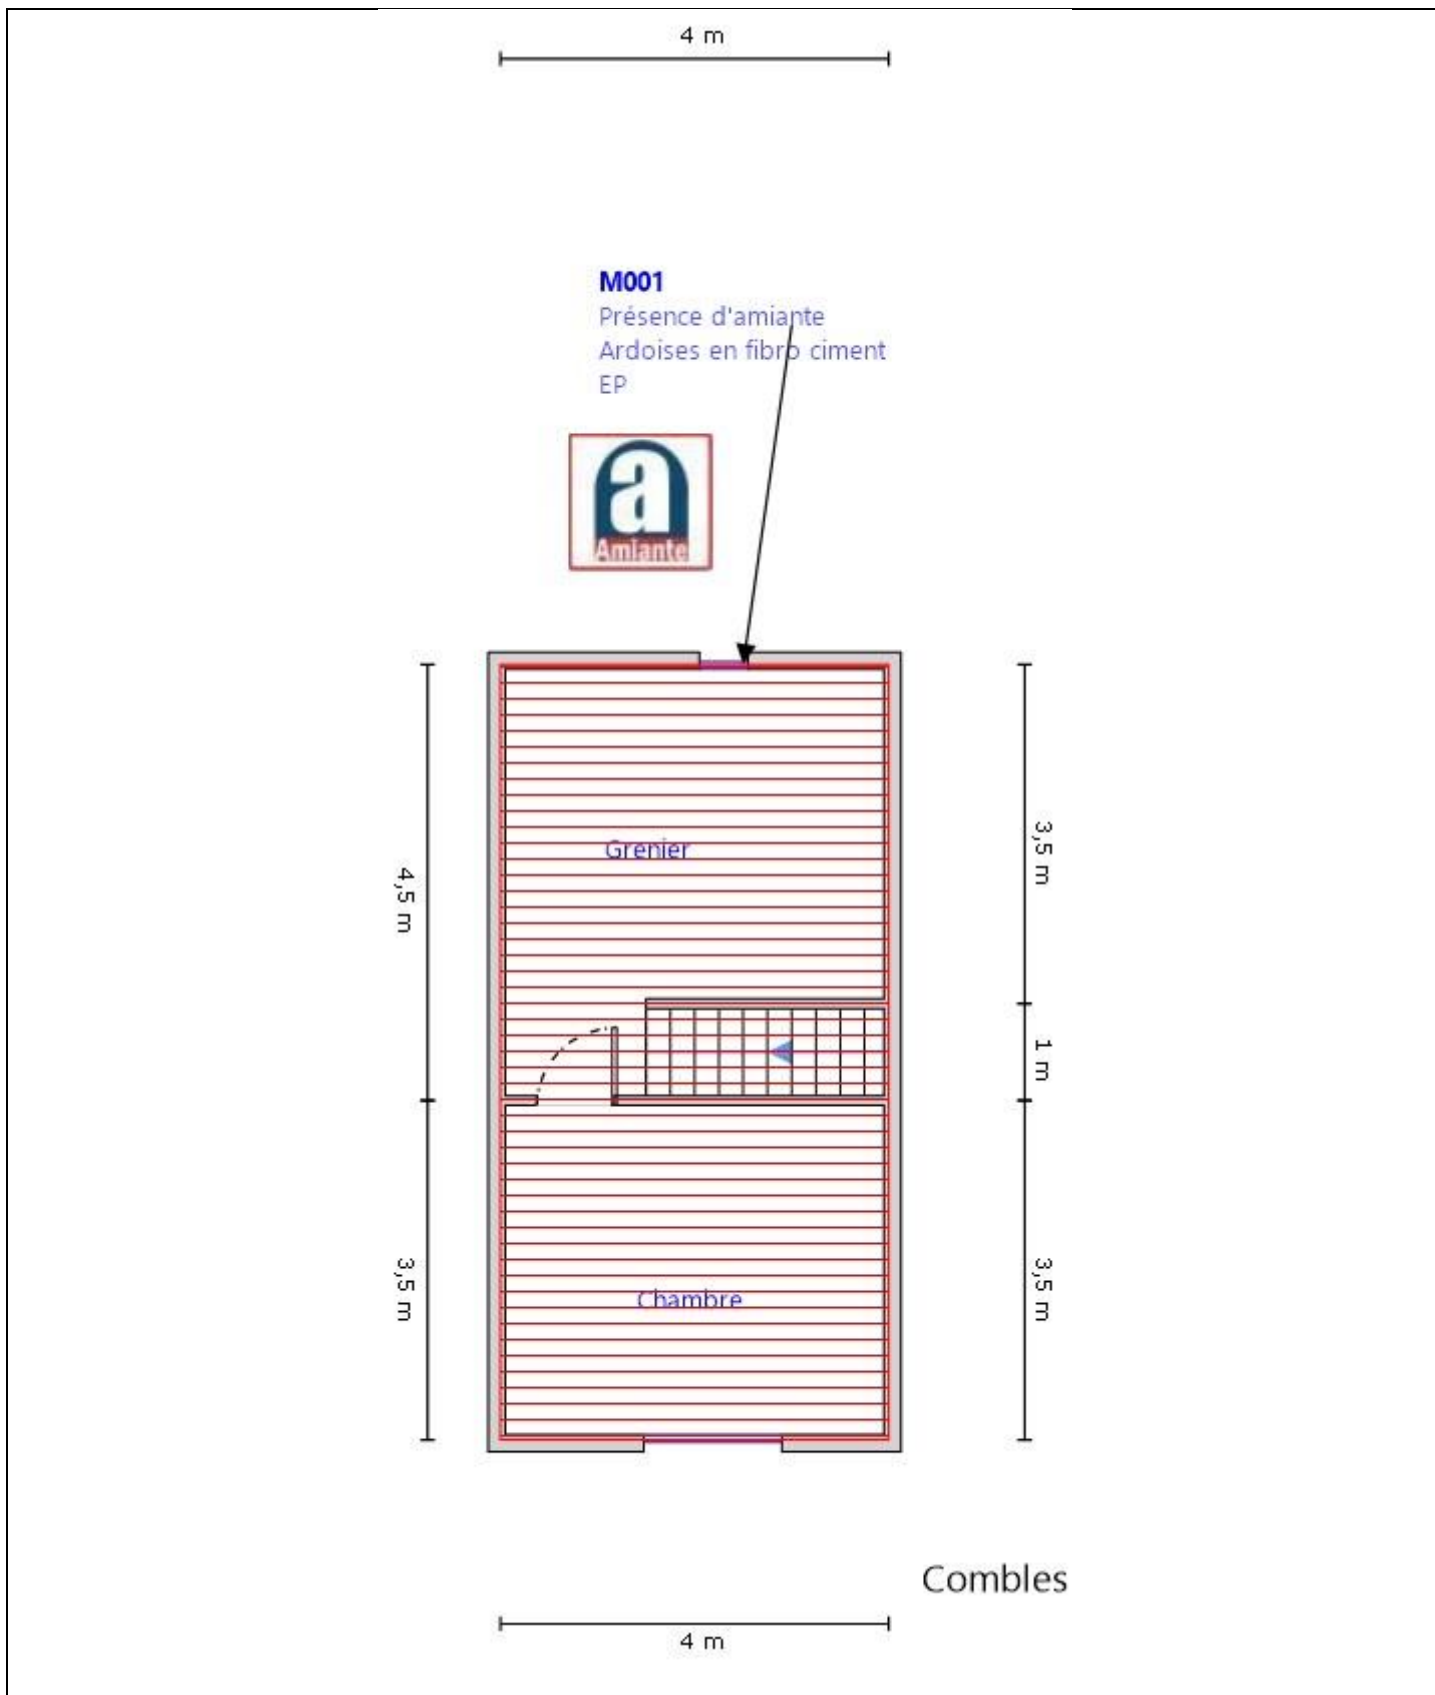 4 m
M001
Présence d'amiante
Ardoises en fibro ciment
EP
a
Amiante
Grenier
4,5 m
3,5 m
1 m
3,5 m
3,5 m
Chambre
Combles
4 m